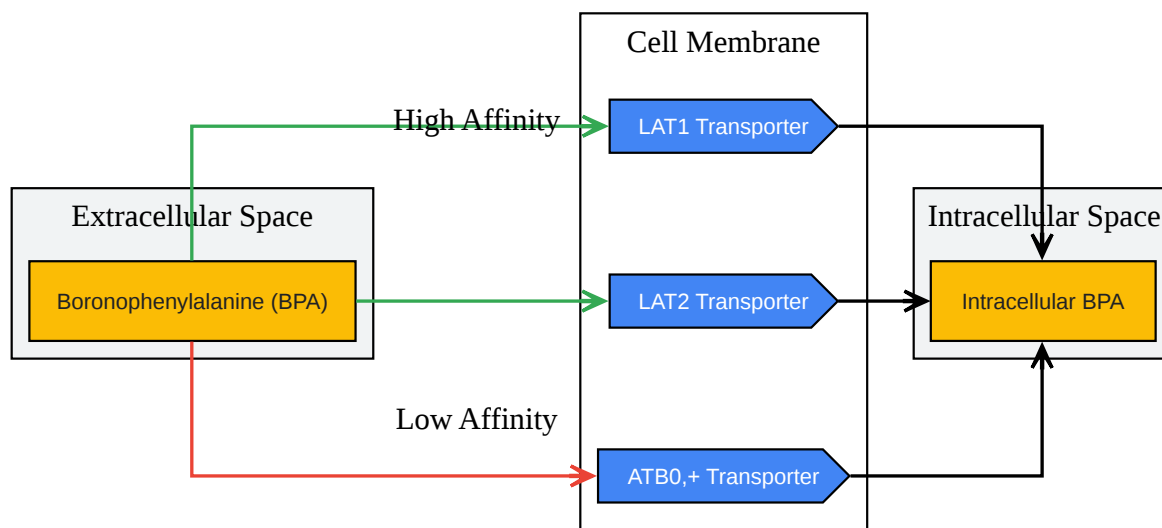 Cell Membrane
High Affinity
LAT1 Transporter
Extracellular Space
Intracellular Space
Boronophenylalanine (BPA)
LAT2 Transporter
Intracellular BPA
Low Affinity
ATB0,+ Transporter